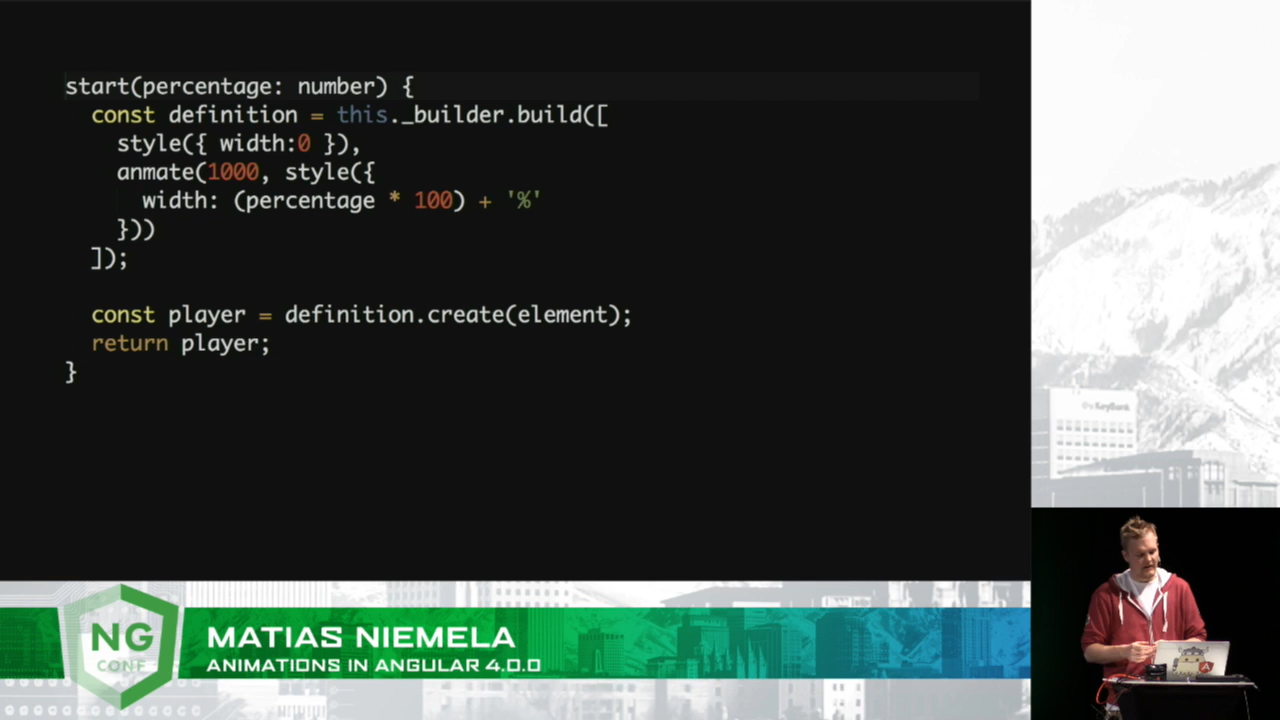 start(percentage: number) {
  const definition = this._builder.build([
    style({ width:0 }),
    anmate(1000, style({
      width: (percentage * 100) + '%'
    }))
  ]);

  const player = definition.create(element);
  return player;
}
KeyBank
NG
CONF
MATIAS NIEMELA
ANIMATIONS IN ANGULAR 4.0.0
A